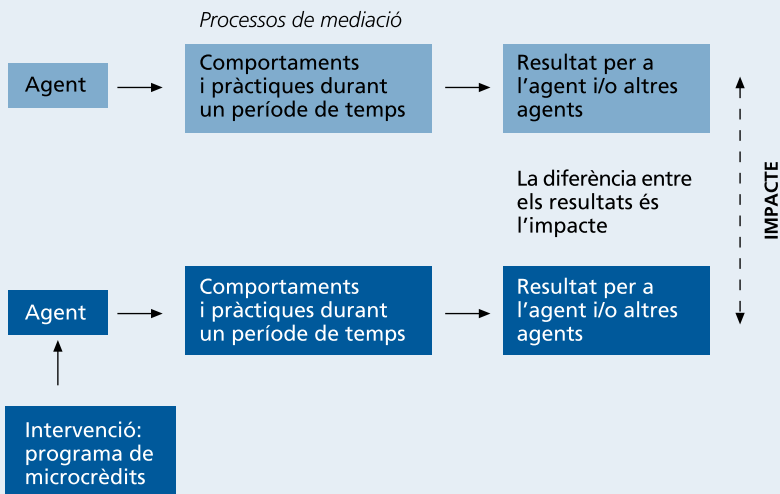 Processos de mediació
Agent
Comportaments
i pràctiques durant
un període de temps
Resultat per a
l’agent i/o altres
agents
La diferència entre
els resultats és
l’impacte
IMPACTE
Agent
Comportaments
i pràctiques durant
un període de temps
Resultat per a
l’agent i/o altres
agents
Intervenció:
programa de
microcrèdits